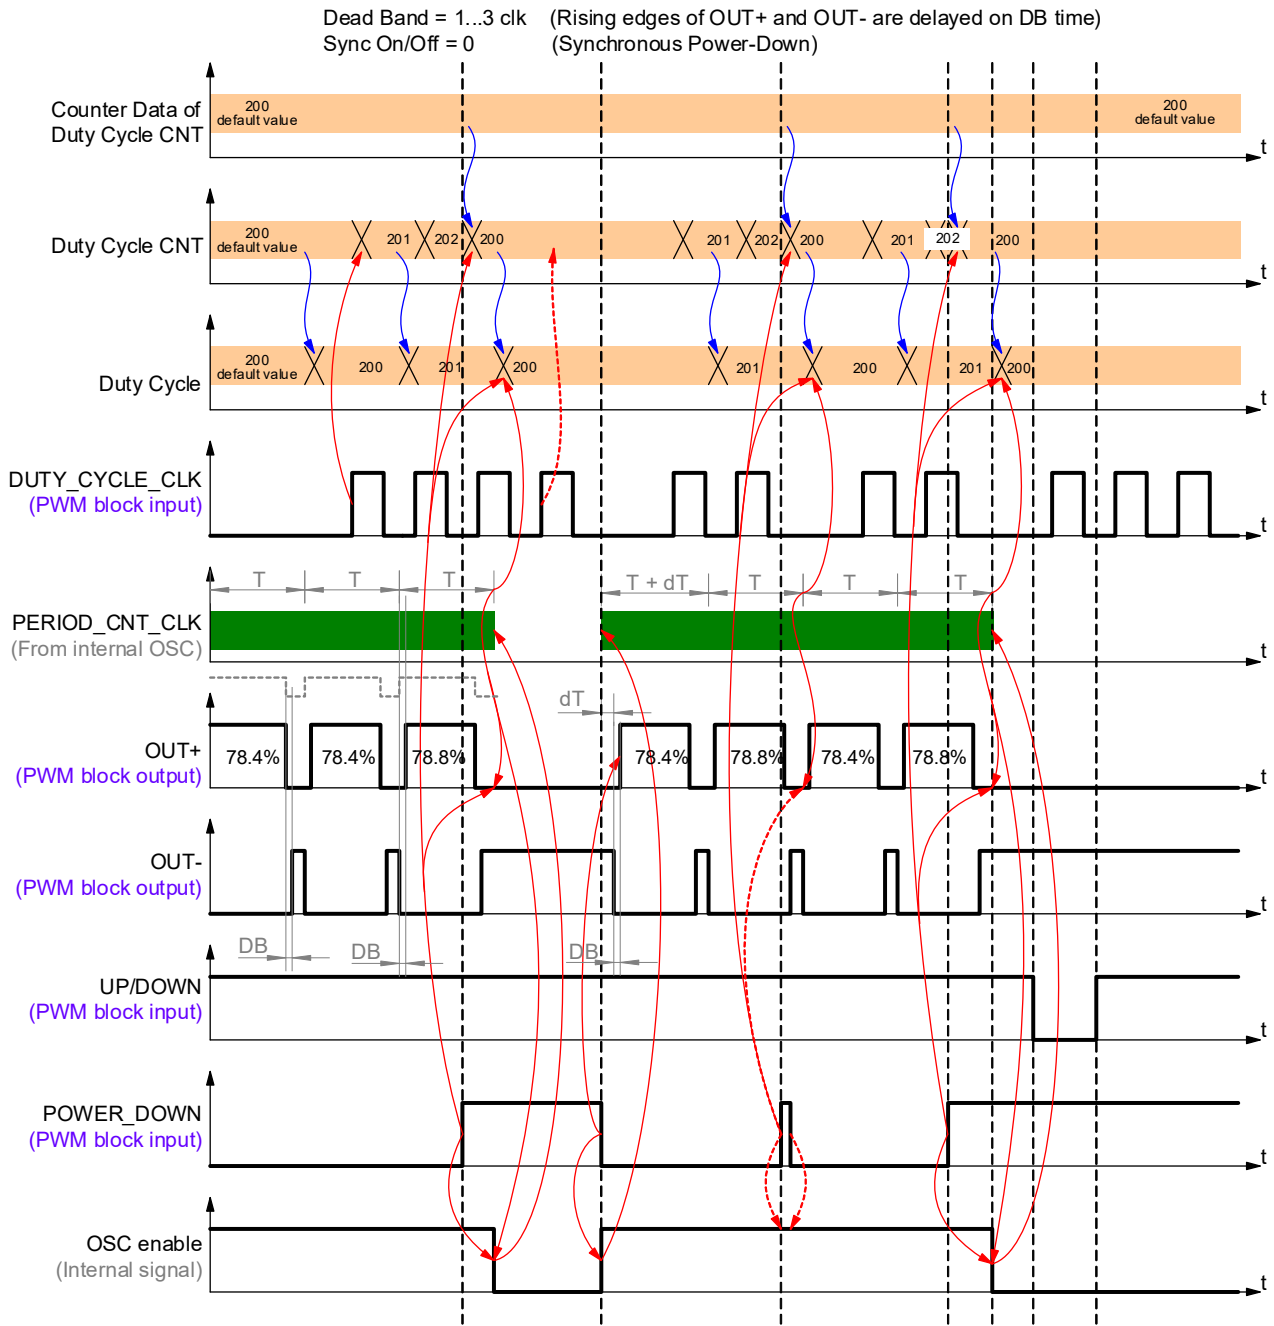 Dead Band = 1...3 clk (Rising edges of OUT+ and OUT- are delayed on DB time)
Sync On/Off = 0 (Synchronous Power-Down)
Counter Data of
Duty Cycle CNT
200
default value
200
default value
t
Duty Cycle CNT
200
default value
201
202
200
201
202
200
201
202
200
t
Duty Cycle
200
default value
200
201
200
201
200
201
200
t
DUTY_CYCLE_CLK
(PWM block input)
t
PERIOD_CNT_CLK
(From internal OSC)
T
T
T
T + dT
T
T
T
t
OUT+
(PWM block output)
78.4%
78.4%
78.8%
dT
78.4%
78.8%
78.4%
78.8%
t
OUT-
(PWM block output)
t
DB
DB
DB
UP/DOWN
(PWM block input)
t
POWER_DOWN
(PWM block input)
t
OSC enable
(Internal signal)
t